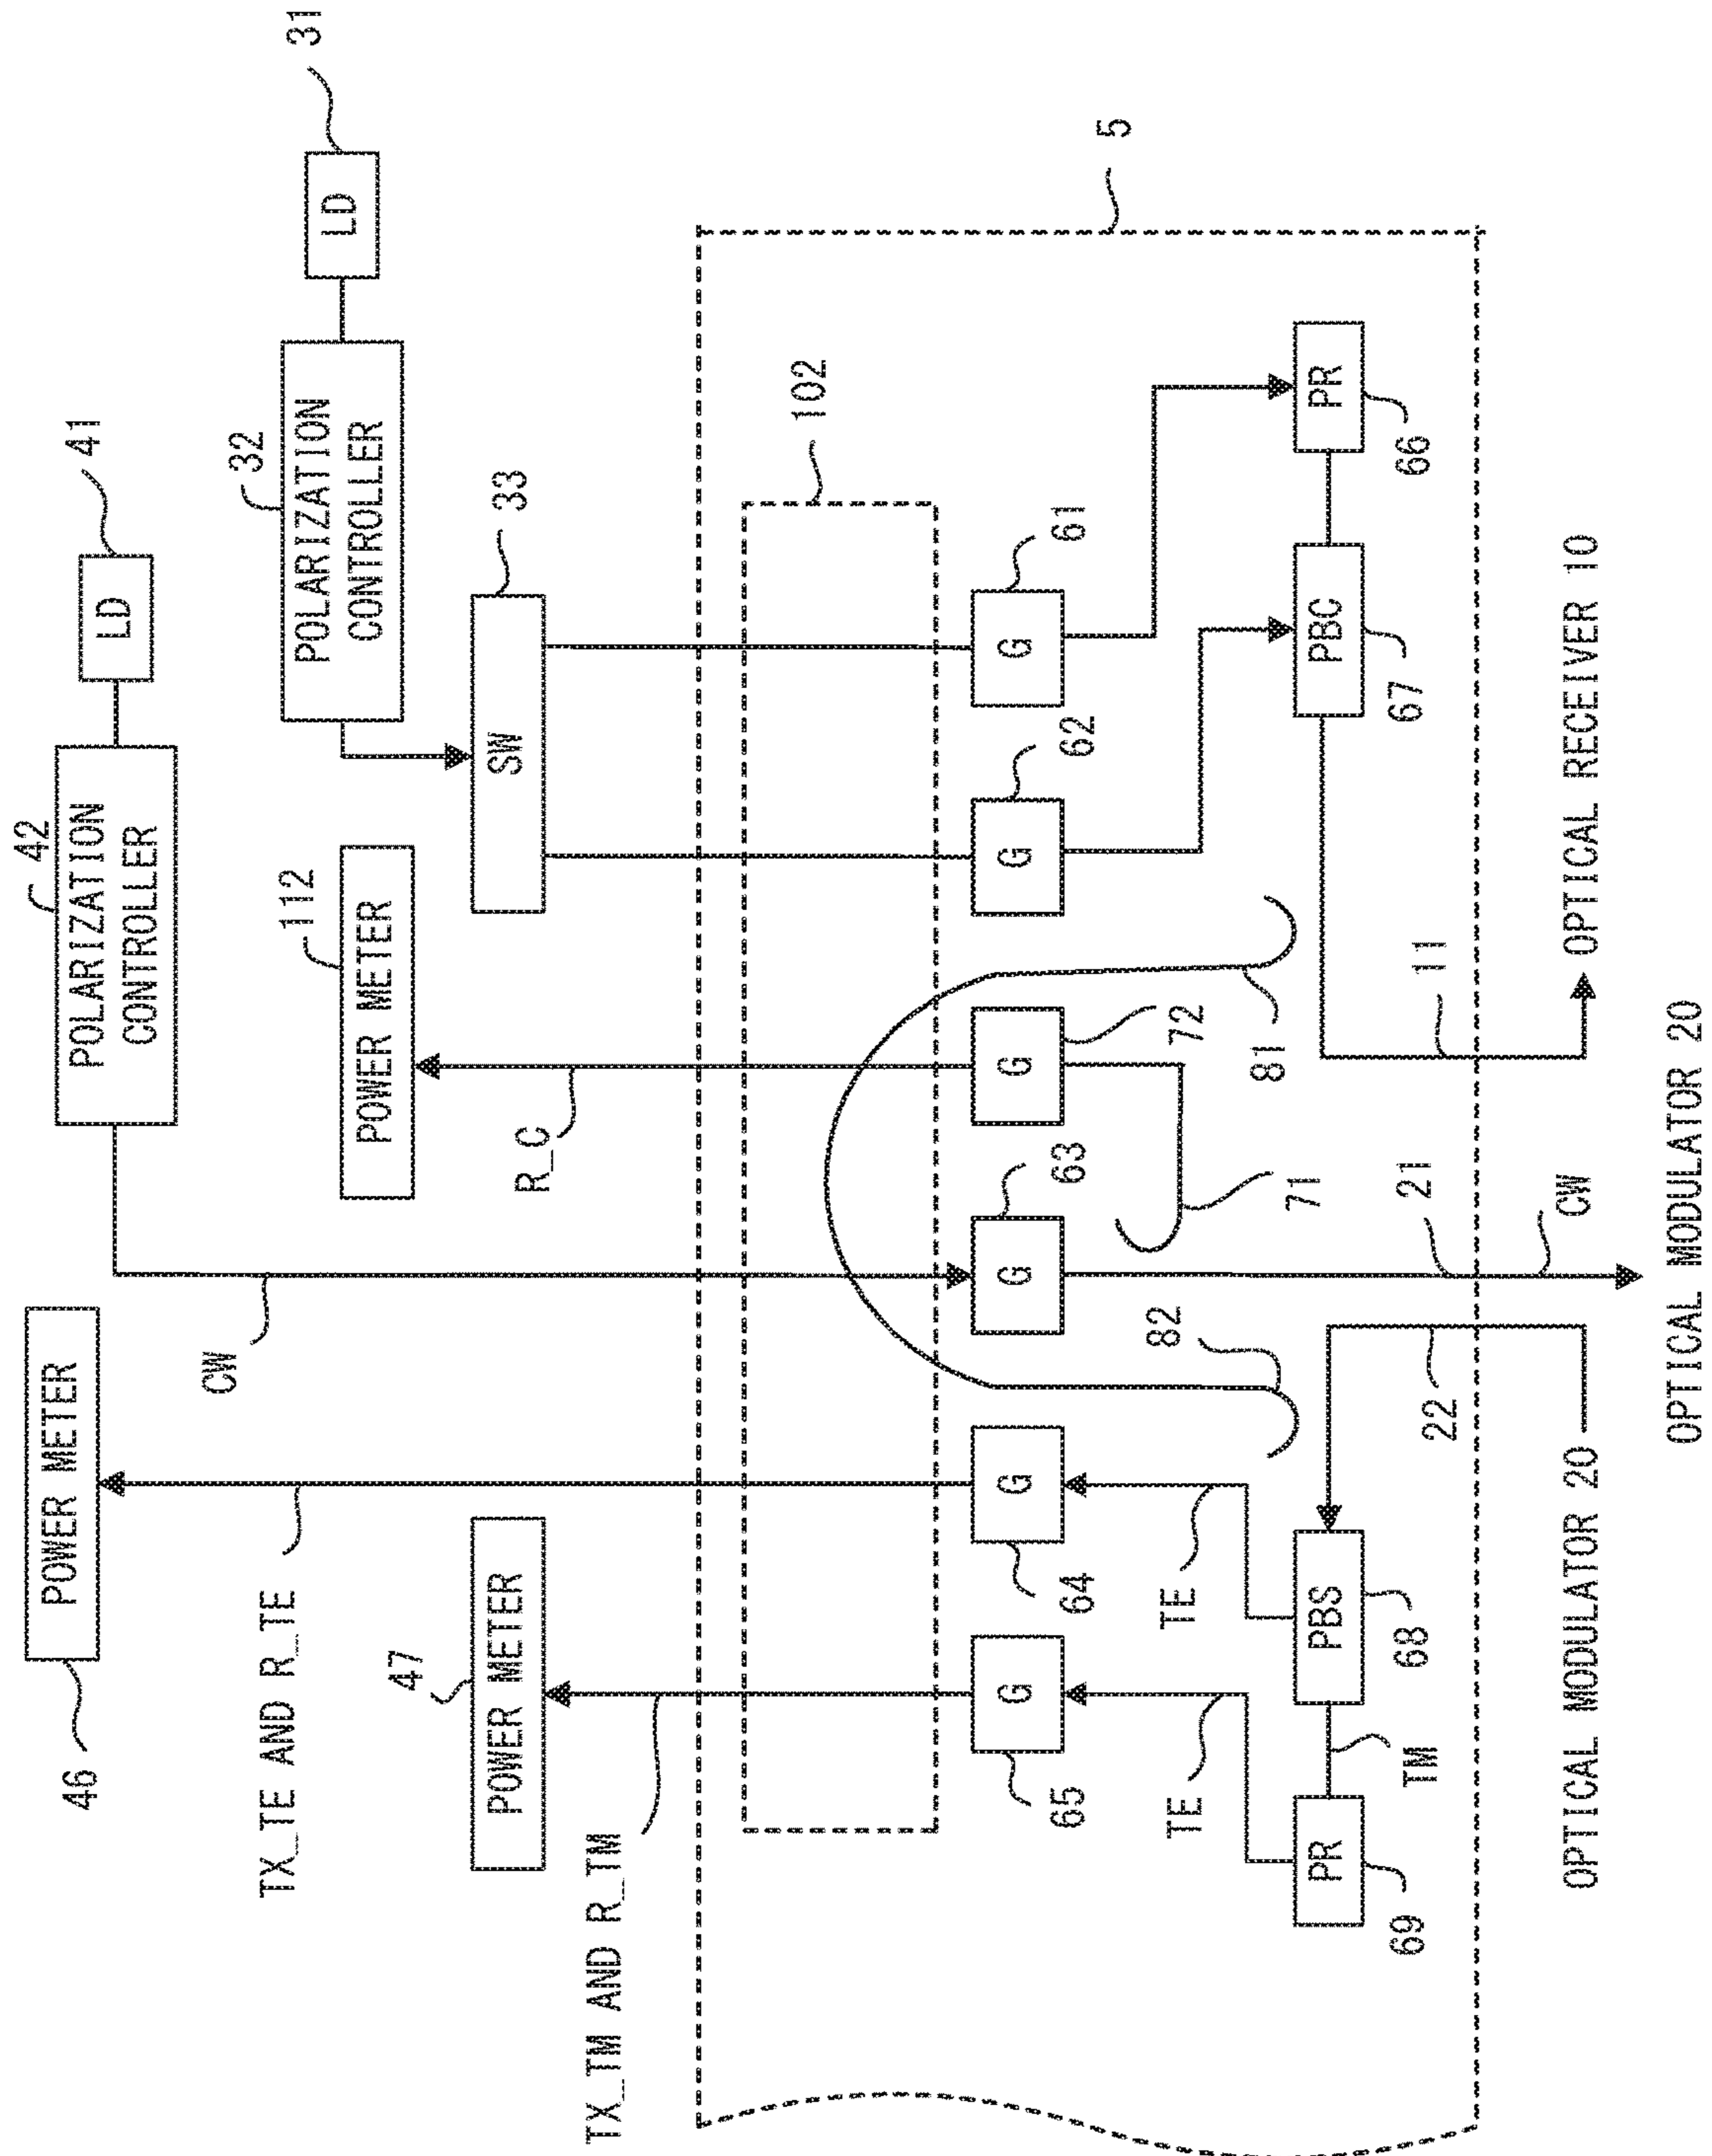 42
POLARIZATION
CONTROLLER
LD
41
POWER METER
46
CW
TX_TE AND R_TE
32
POLARIZATION
CONTROLLER
LD
31
112
POWER METER
R_C
33
SW
47
POWER METER
TX_TM AND R_TM
5
102
G
65
G
64
G
63
G
72
G
62
G
61
TE
TE
82
71
81
PR
69
TM
PBS
68
PBC
67
PR
66
22
21
CW
11
OPTICAL MODULATOR 20
OPTICAL RECEIVER 10
OPTICAL MODULATOR 20